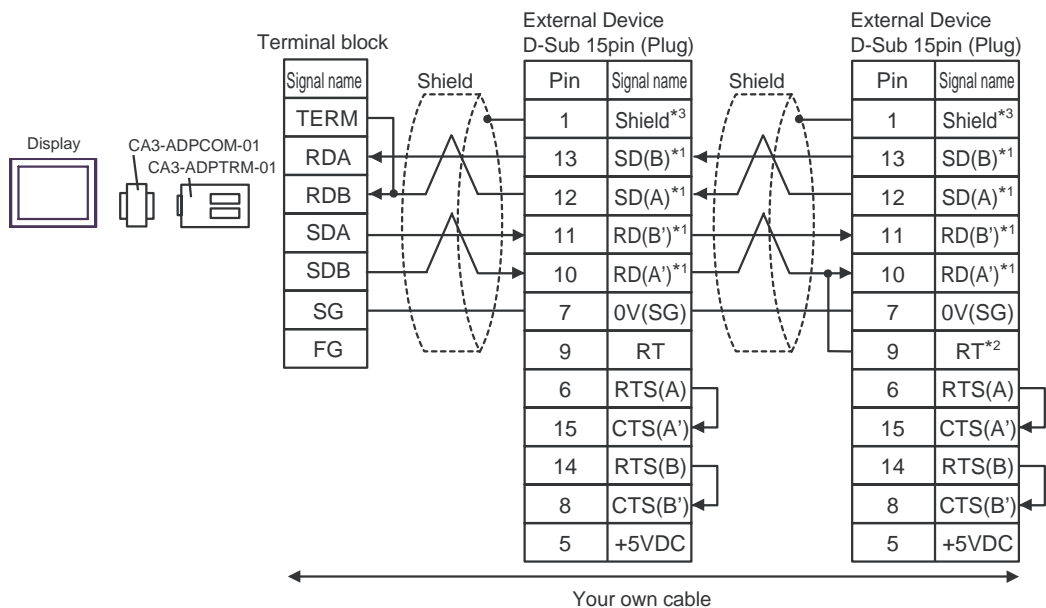 External Device
D-Sub 15pin (Plug)
External Device
D-Sub 15pin (Plug)
Terminal block
Signal name
Shield
Pin Signal name
Shield
Pin Signal name
TERM
1 Shield*3
1 Shield*3
Display
CA3-ADPCOM-01
CA3-ADPTRM-01
RDA
13 SD(B)*1
13 SD(B)*1
RDB
12 SD(A)*1
12 SD(A)*1
SDA
11 RD(B')*1
11 RD(B')*1
SDB
10 RD(A')*1
10 RD(A')*1
SG
7 0V(SG)
7 0V(SG)
FG
9 RT
9 RT*2
6 RTS(A)
6 RTS(A)
15 CTS(A')
15 CTS(A')
14 RTS(B)
14 RTS(B)
8 CTS(B')
8 CTS(B')
5 +5VDC
5 +5VDC
Your own cable